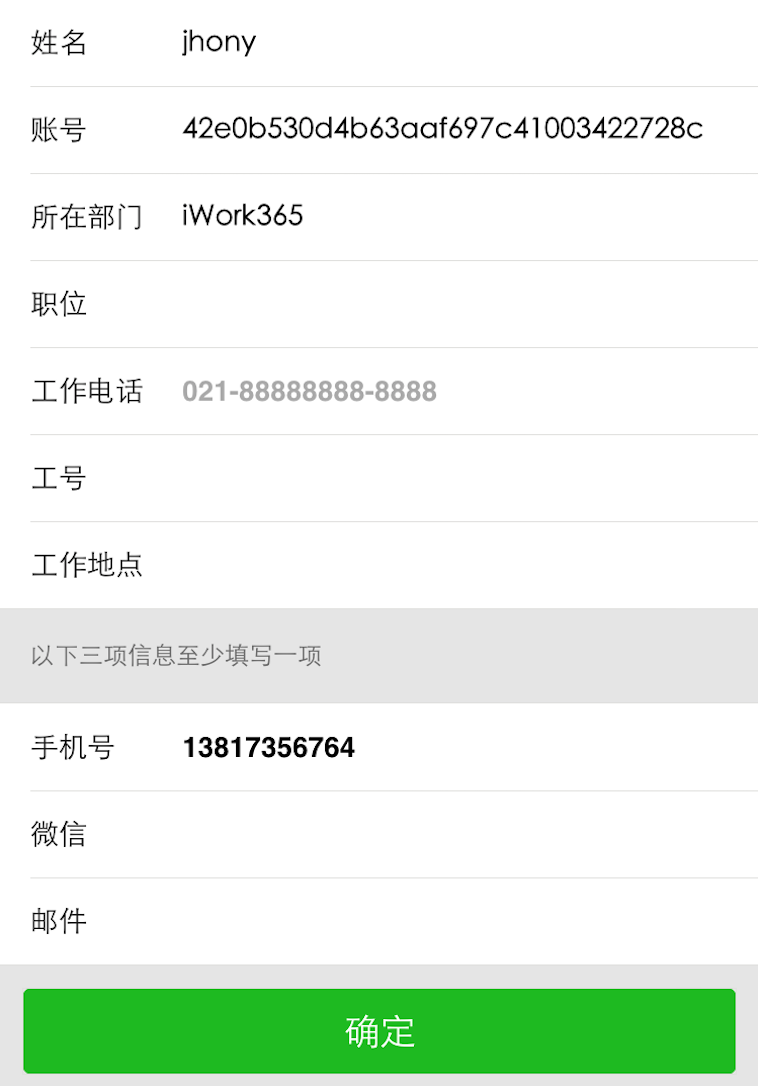 姓名 jhony
账号 42e0b530d4b63aaf697c41003422728c
所在部门 iWork365
职位
工作电话 021-88888888-8888
工号
工作地点
以下三项信息至少填写一项
手机号 13817356764
微信
邮件
确定